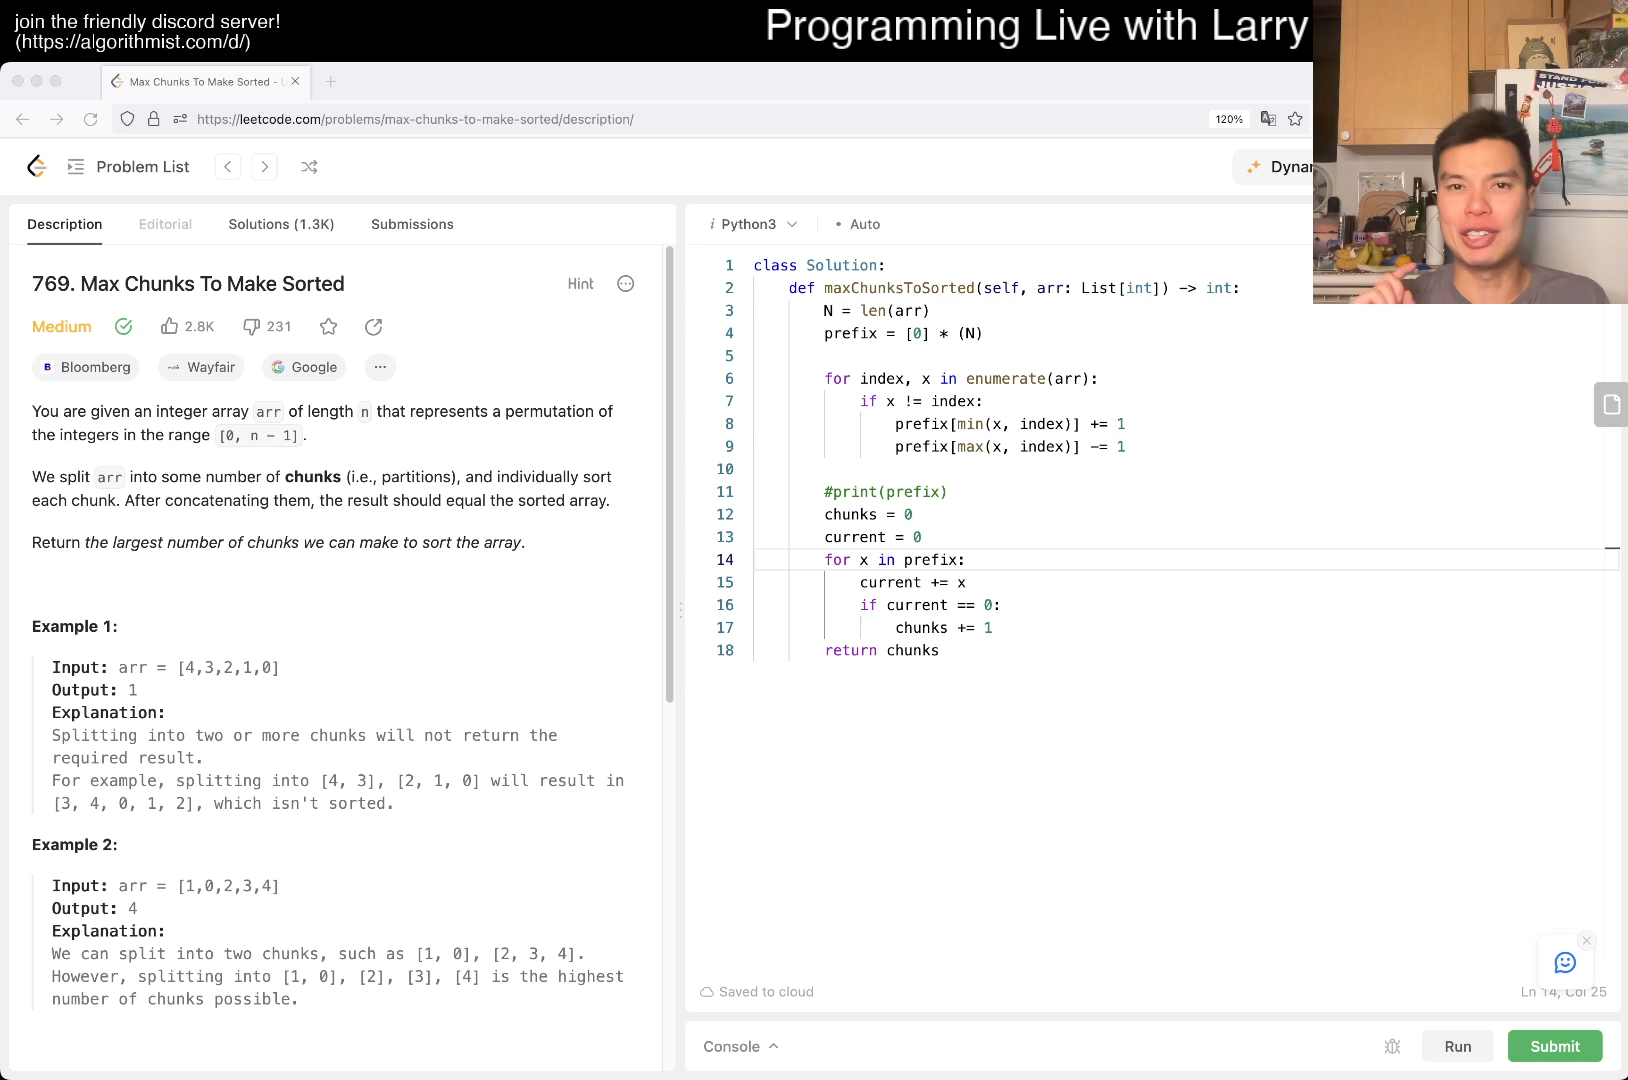 join the friendly discord server!
(https://algorithmist.com/d/)
Programming Live with Larry
Max Chunks To Make Sorted -
https://leetcode.com/problems/max-chunks-to-make-sorted/description/
120%
Problem List
Dynam
Description
Editorial
Solutions (1.3K)
Submissions
769. Max Chunks To Make Sorted
Hint
Medium
2.8K
231
Bloomberg
Wayfair
Google
You are given an integer array arr of length n that represents a permutation of
the integers in the range [0, n - 1].
We split arr into some number of chunks (i.e., partitions), and individually sort
each chunk. After concatenating them, the result should equal the sorted array.
Return the largest number of chunks we can make to sort the array.
Example 1:
Input: arr = [4,3,2,1,0]
Output: 1
Explanation:
Splitting into two or more chunks will not return the
required result.
For example, splitting into [4, 3], [2, 1, 0] will result in
[3, 4, 0, 1, 2], which isn't sorted.
Example 2:
Input: arr = [1,0,2,3,4]
Output: 4
Explanation:
We can split into two chunks, such as [1, 0], [2, 3, 4].
However, splitting into [1, 0], [2], [3], [4] is the highest
number of chunks possible.
i Python3
• Auto
1 class Solution:
2 def maxChunksToSorted(self, arr: List[int]) -> int:
3 N = len(arr)
4 prefix = [0] * (N)
5
6 for index, x in enumerate(arr):
7 if x != index:
8 prefix[min(x, index)] += 1
9 prefix[max(x, index)] -= 1
10
11 #print(prefix)
12 chunks = 0
13 current = 0
14 for x in prefix:
15 current += x
16 if current == 0:
17 chunks += 1
18 return chunks
Saved to cloud
Ln 14, Col 25
Console
Run
Submit
STAND FOR
JUSTICE